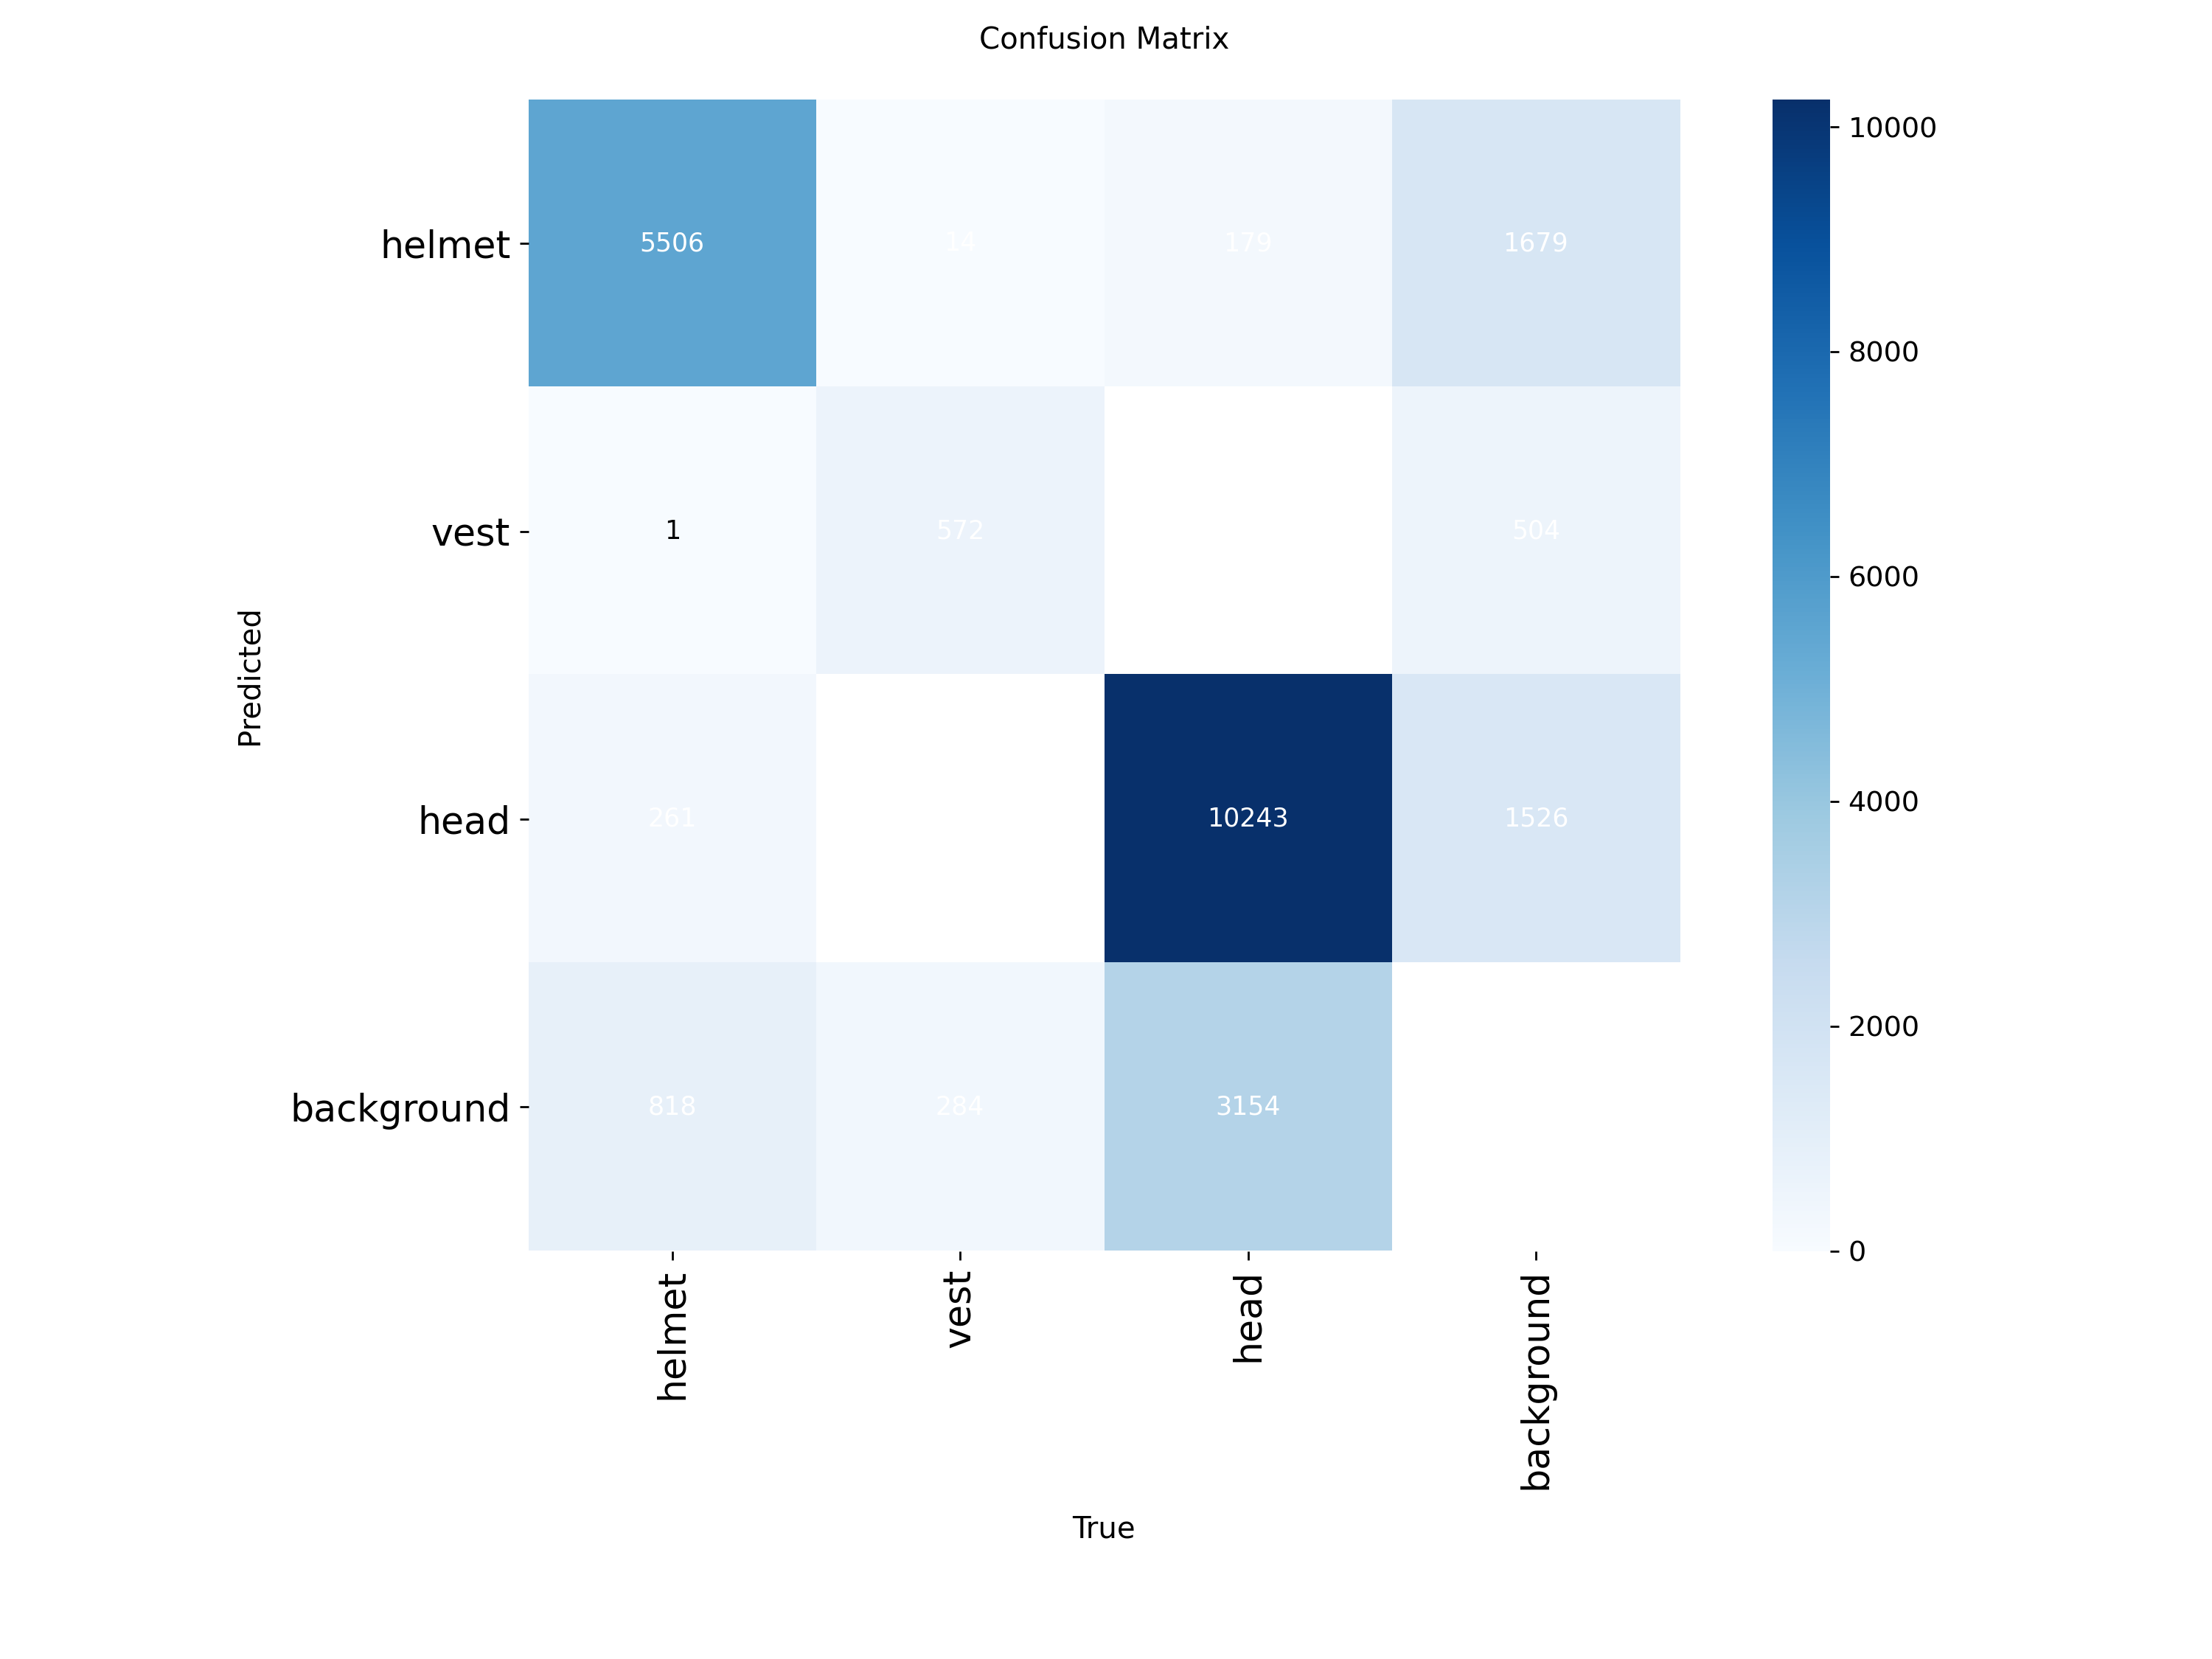 Confusion Matrix
helmet
5506 14 179 1679
vest
1 572 504
head
261 10243 1526
background
818 284 3154
Predicted
helmet
vest
head
background
True
10000
8000
6000
4000
2000
0